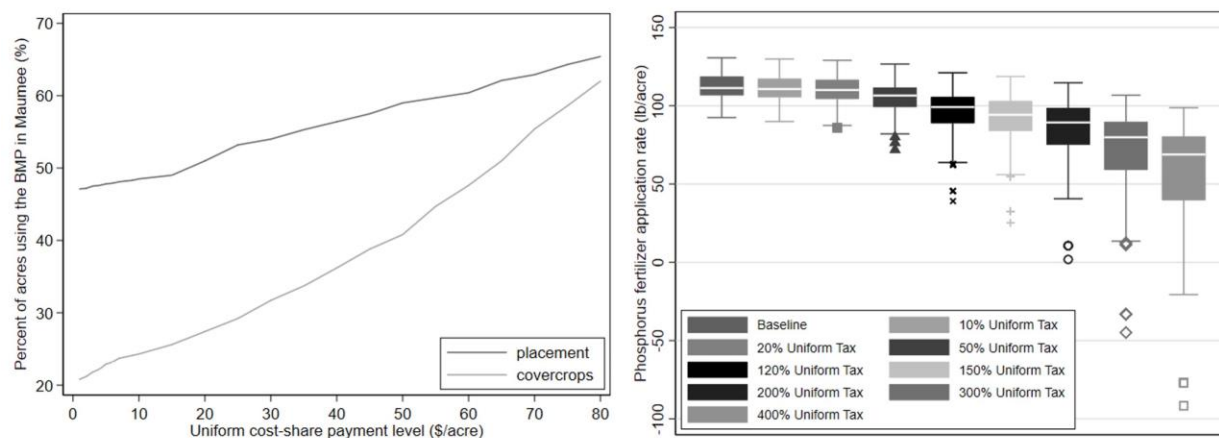 70
60
50
40
30
20
Percent of acres using the BMP in Maumee (%)
placement
covercrops
0 10 20 30 40 50 60 70 80
Uniform cost-share payment level ($/acre)
150
100
50
0
-50
-100
Phosphorus fertilizer application rate (lb/acre)
Baseline 10% Uniform Tax
20% Uniform Tax 50% Uniform Tax
120% Uniform Tax 150% Uniform Tax
200% Uniform Tax 300% Uniform Tax
400% Uniform Tax